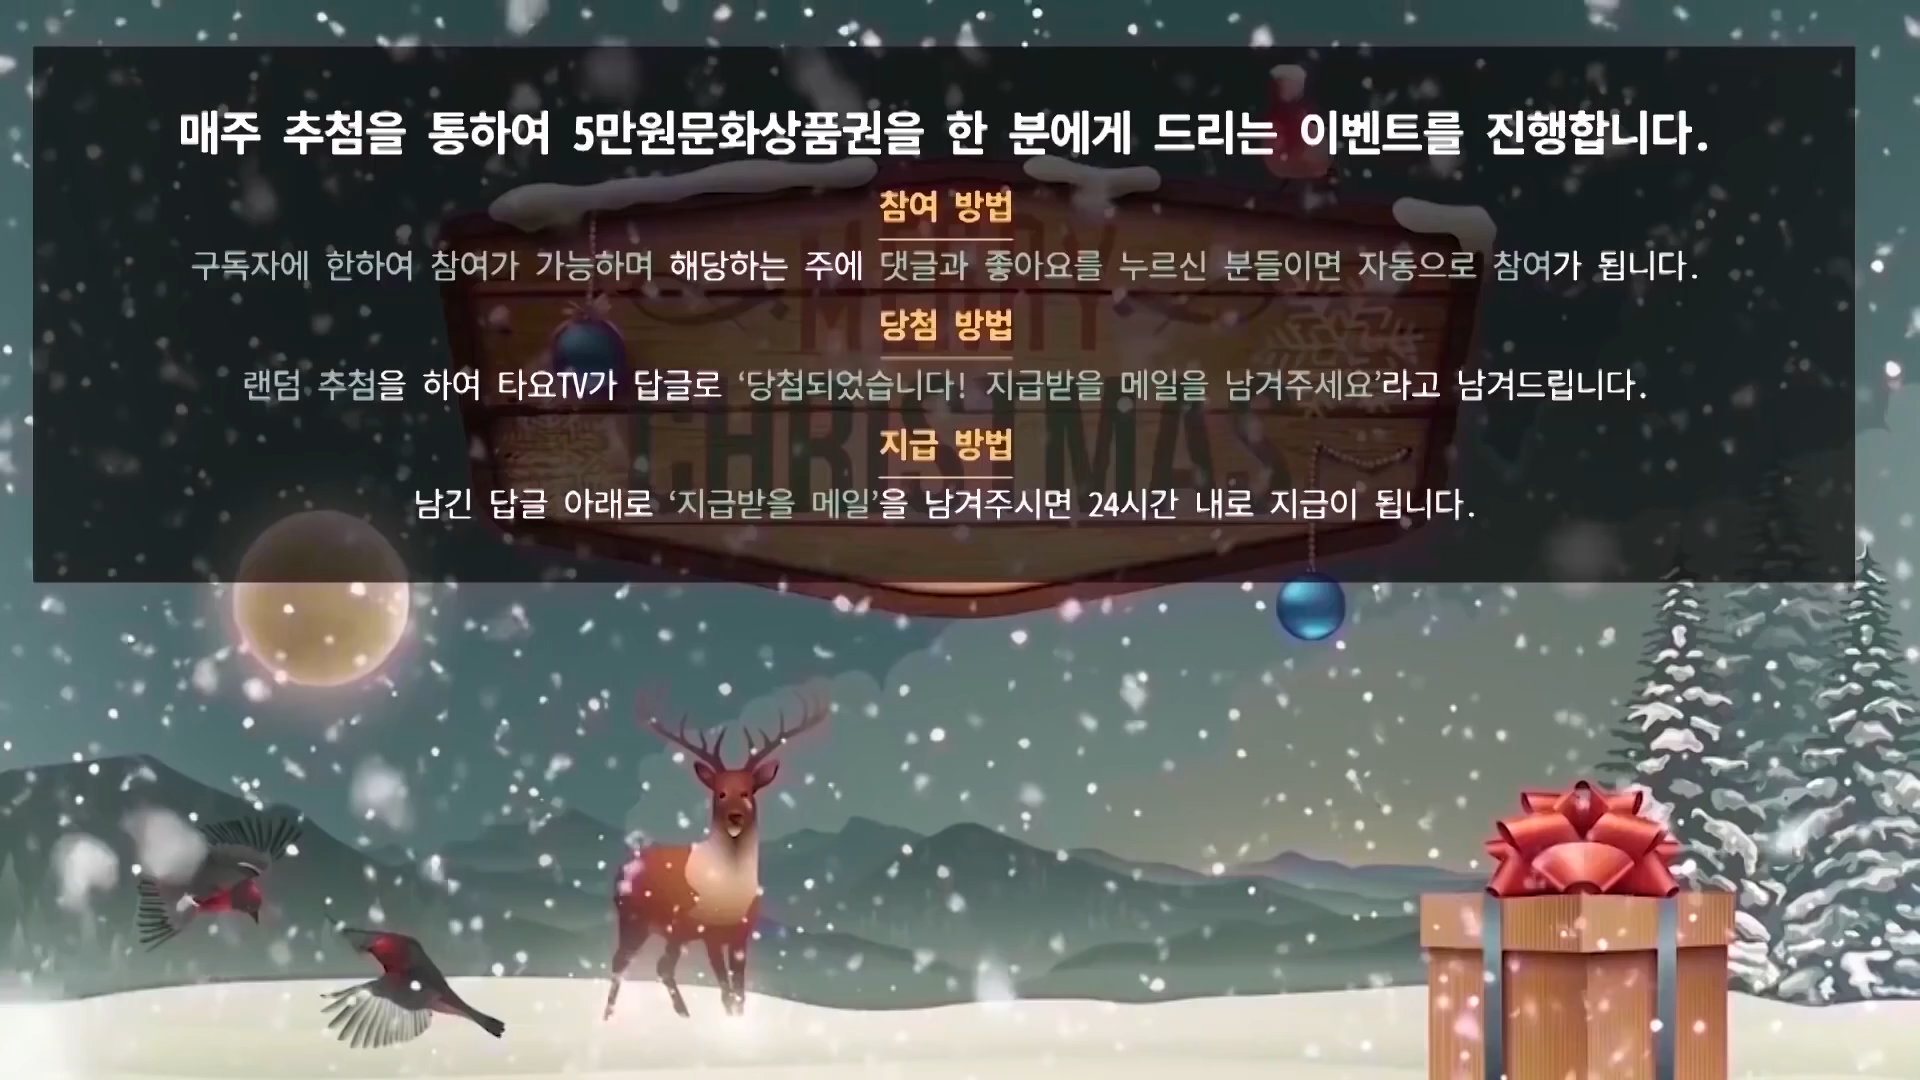 매주 추첨을 통하여 5만원문화상품권을 한 분에게 드리는 이벤트를 진행합니다.
참여 방법
구독자에 한하여 참여가 가능하며 해당하는 주에 댓글과 좋아요를 누르신 분들이면 자동으로 참여가 됩니다.
당첨 방법
랜덤 추첨을 하여 타요TV가 답글로 ‘당첨되었습니다! 지급받을 메일을 남겨주세요’라고 남겨드립니다.
지급 방법
남긴 답글 아래로 ‘지급받을 메일’을 남겨주시면 24시간 내로 지급이 됩니다.
MERRY
CHRISTMAS